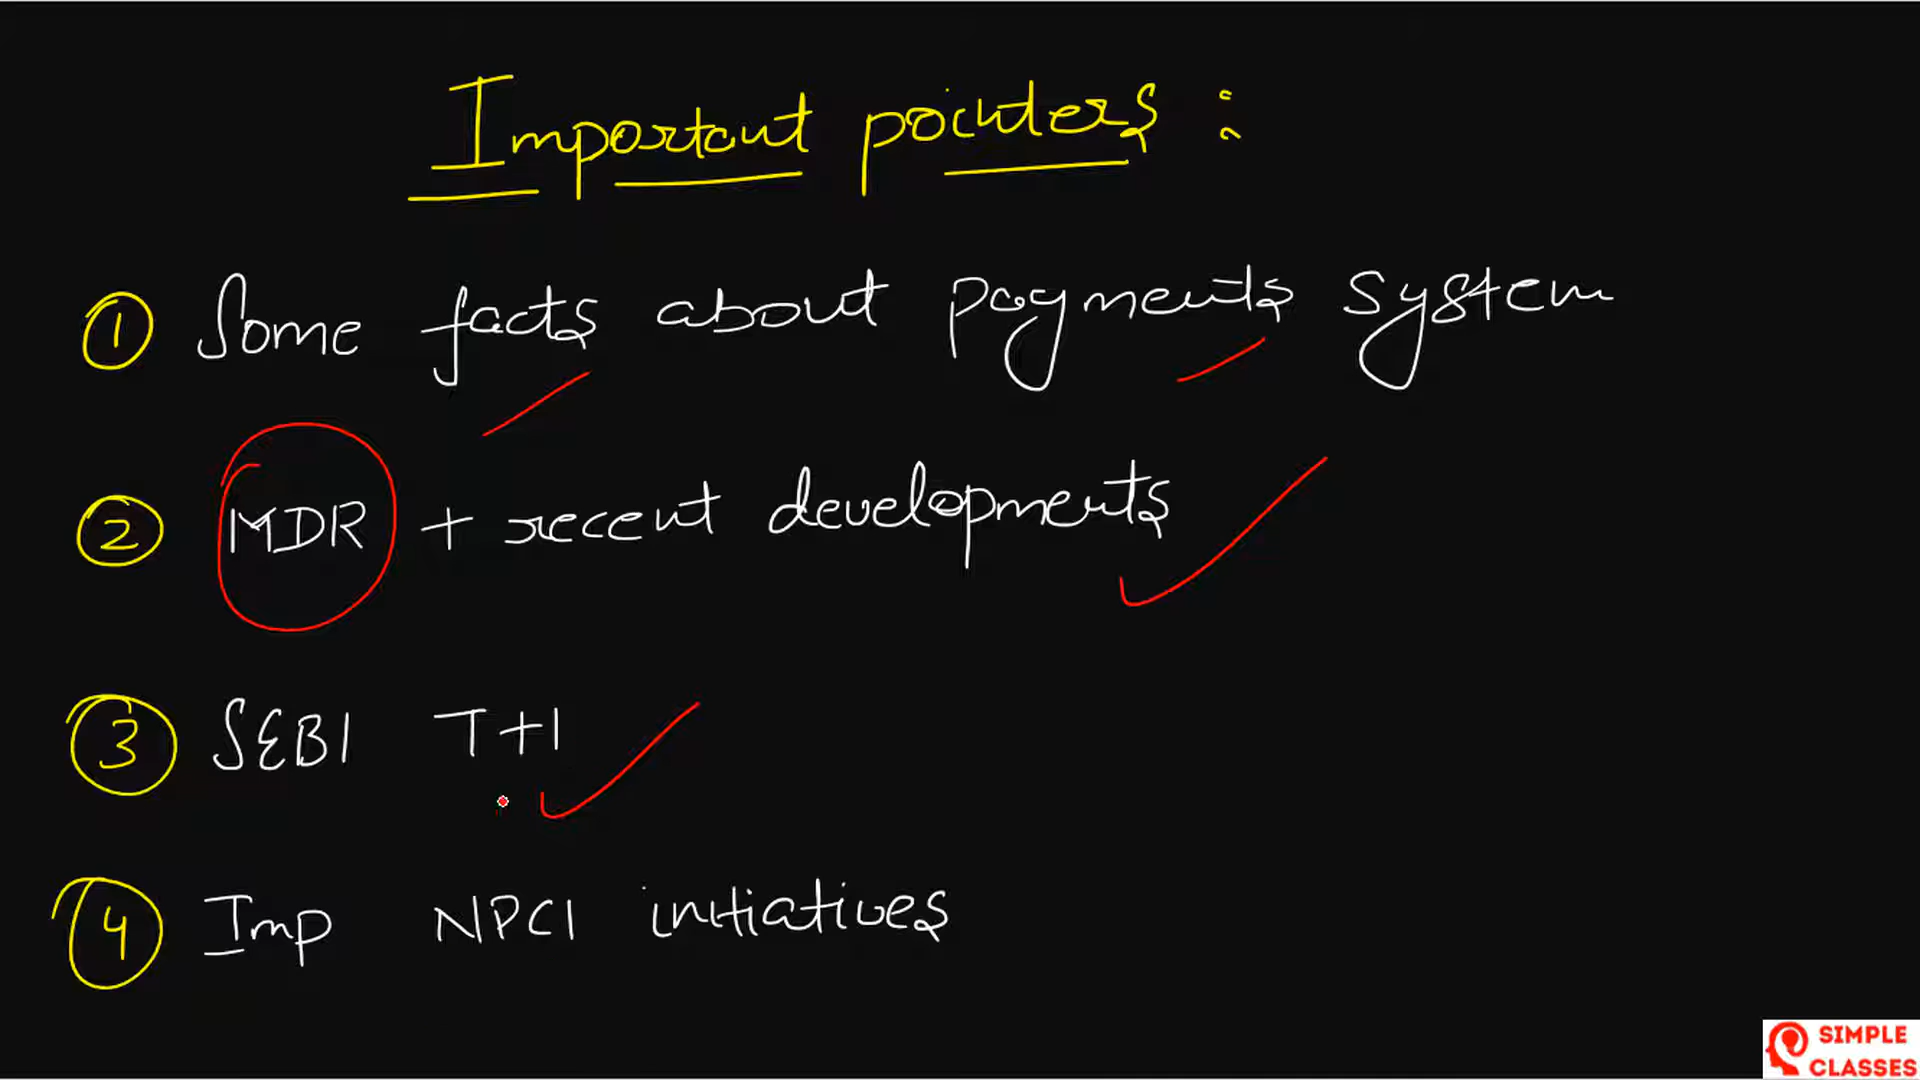 Important pointers :
1 Some facts about payments system
2 MDR + recent developments
3 SEBI T+1
4 Imp NPCI initiatives
SIMPLE
CLASSES